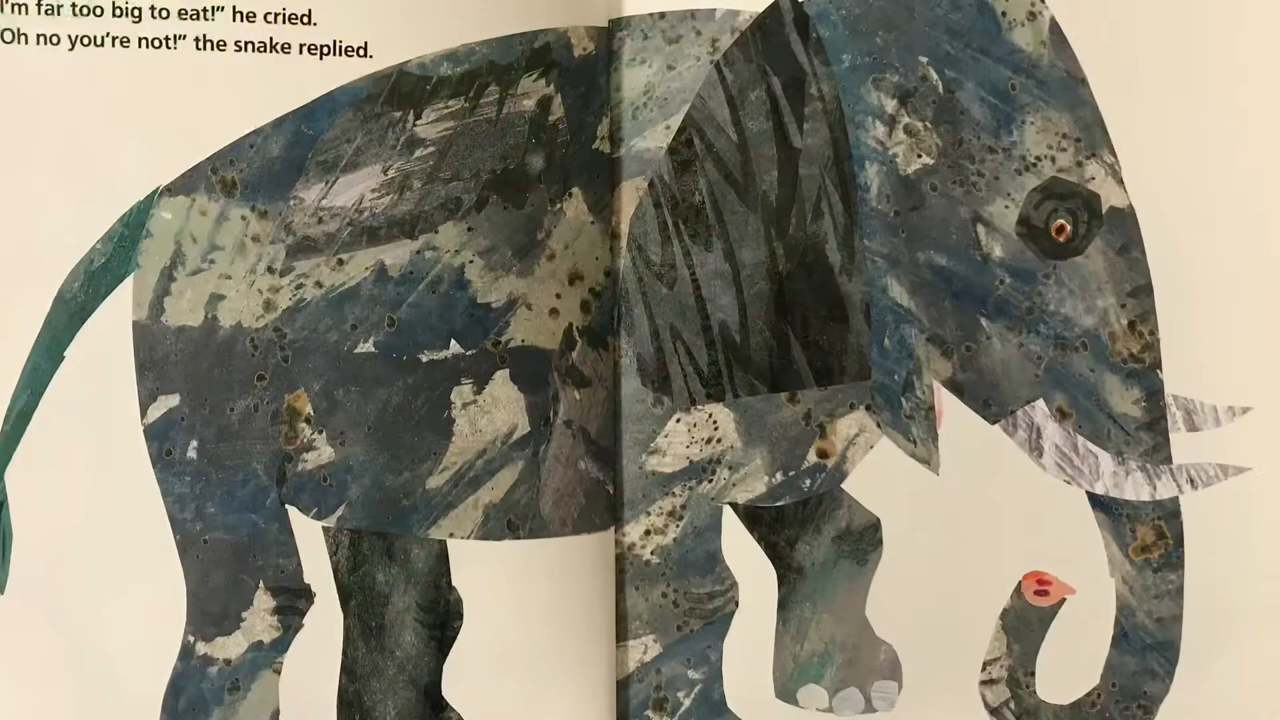 I'm far too big to eat!” he cried.
Oh no you're not!” the snake replied.